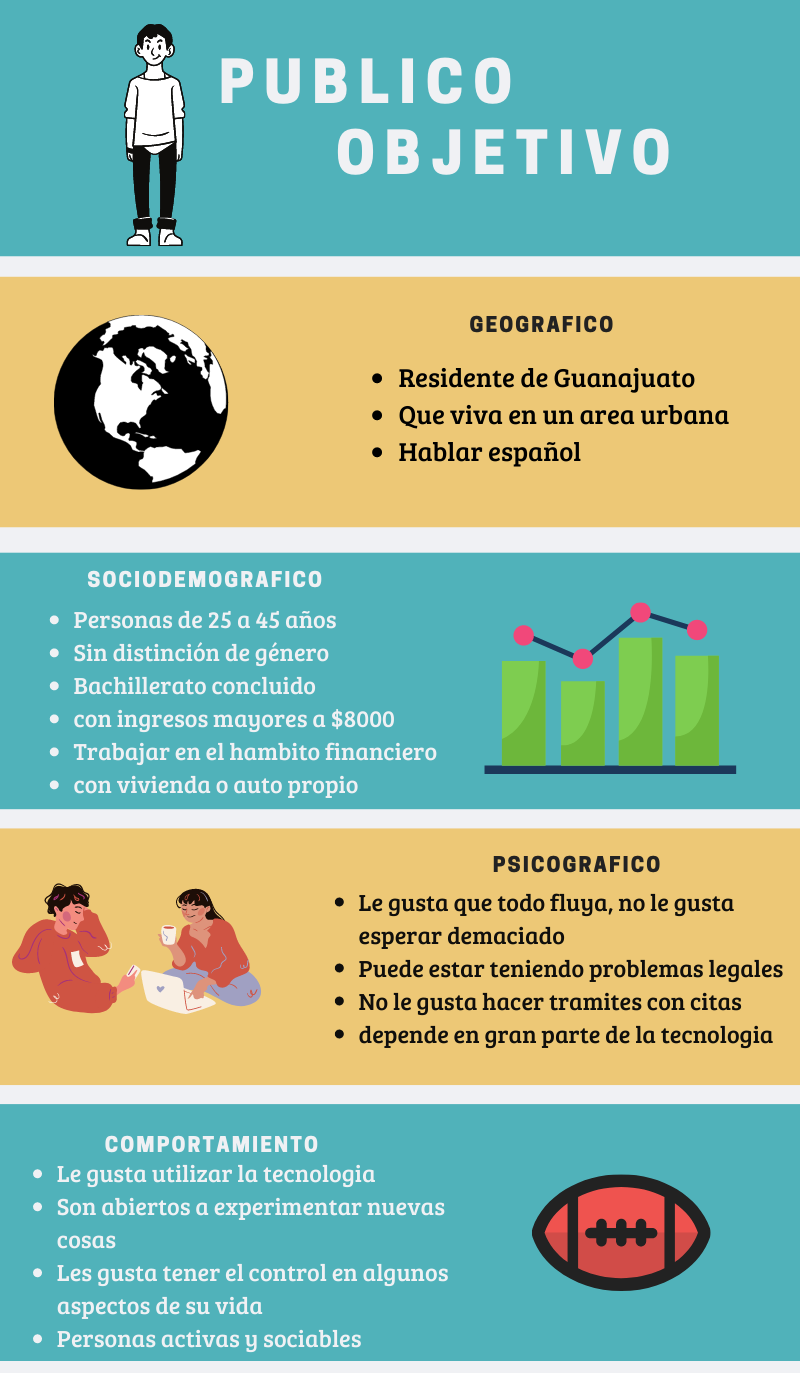 PUBLICO
OBJETIVO
GEOGRAFICO
• Residente de Guanajuato
• Que viva en un area urbana
• Hablar español
SOCIODEMOGRAFICO
• Personas de 25 a 45 años
• Sin distinción de género
• Bachillerato concluido
• con ingresos mayores a $8000
• Trabajar en el hambito financiero
• con vivienda o auto propio
PSICOGRAFICO
• Le gusta que todo fluya, no le gusta
esperar demaciado
• Puede estar teniendo problemas legales
• No le gusta hacer tramites con citas
• depende en gran parte de la tecnologia
COMPORTAMIENTO
• Le gusta utilizar la tecnologia
• Son abiertos a experimentar nuevas
cosas
• Les gusta tener el control en algunos
aspectos de su vida
• Personas activas y sociables